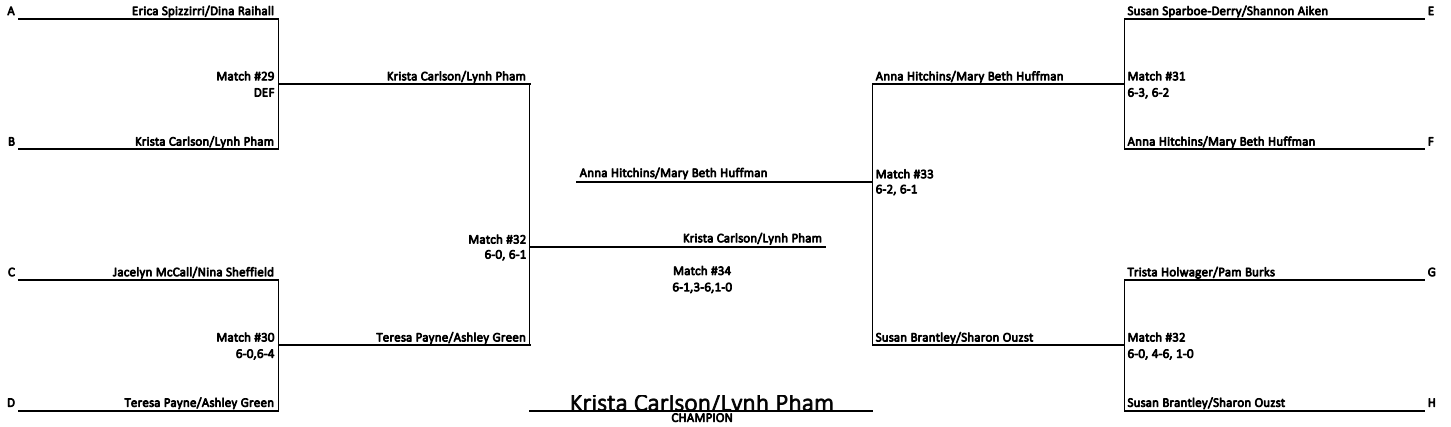 A Erica Spizzirri/Dina Raihall
Susan Sparboe-Derry/Shannon Aiken E
Match #29
DEF
Krista Carlson/Lynh Pham
Anna Hitchins/Mary Beth Huffman
Match #31
6-3, 6-2
B Krista Carlson/Lynh Pham
Anna Hitchins/Mary Beth Huffman F
Anna Hitchins/Mary Beth Huffman
Match #33
6-2, 6-1
Match #32
6-0, 6-1
Krista Carlson/Lynh Pham
Match #34
6-1,3-6,1-0
C Jacelyn McCall/Nina Sheffield
Trista Holwager/Pam Burks G
Match #30
6-0,6-4
Teresa Payne/Ashley Green
Susan Brantley/Sharon Ouzst
Match #32
6-0, 4-6, 1-0
D Teresa Payne/Ashley Green
Krista Carlson/Lynh Pham
CHAMPION
Susan Brantley/Sharon Ouzst H